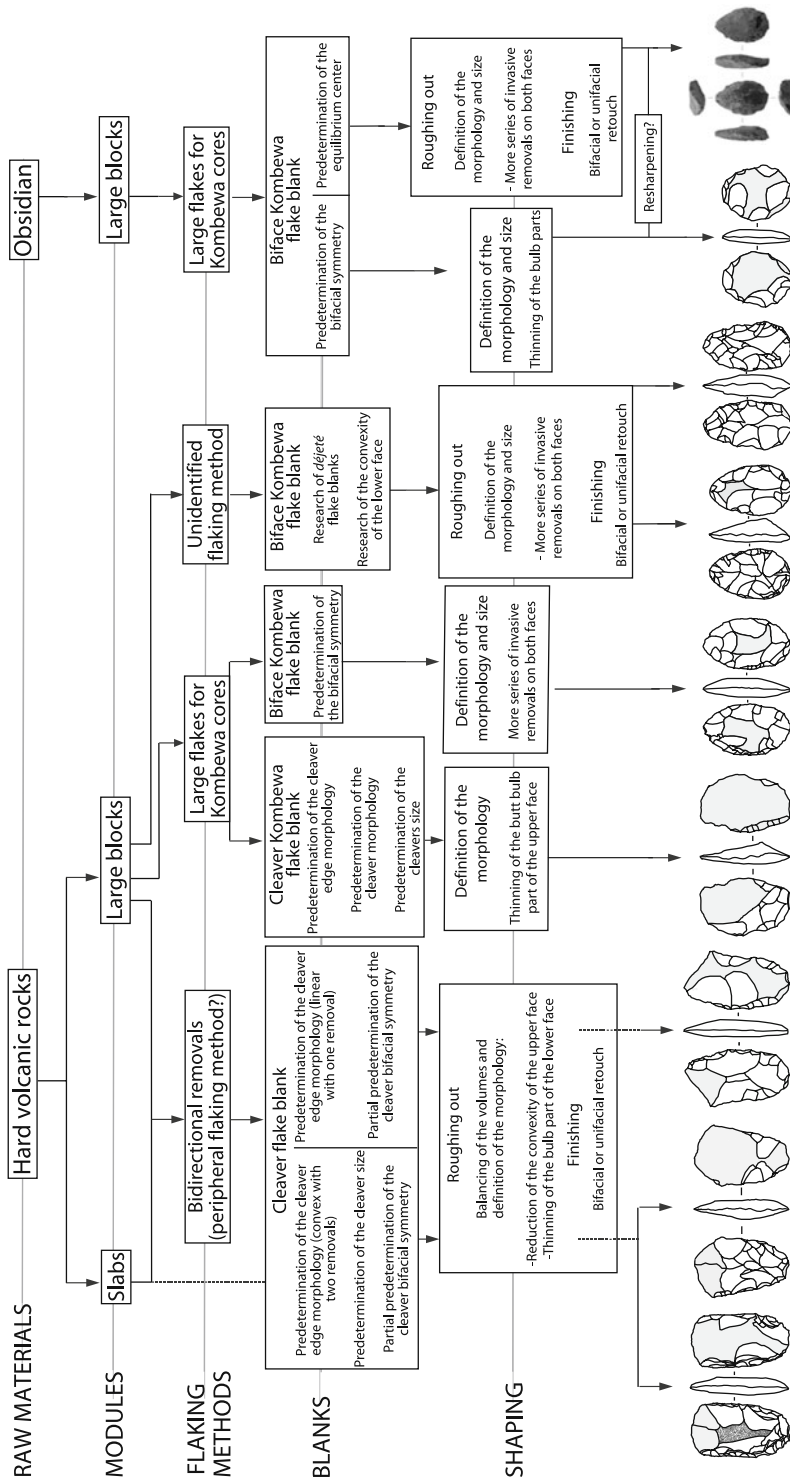 RAW MATERIALS
Hard volcanic rocks
Obsidian
MODULES
Slabs
Large blocks
Large blocks
FLAKING
METHODS
Bidirectional removals
(peripheral flaking method?)
Large flakes for
Kombewa cores
Unidentified
flaking method
Large flakes for
Kombewa cores
BLANKS
Cleaver flake blank
Predetermination of the cleaver
edge morphology (convex with
two removals)
Predetermination of the cleaver size
Partial predetermination of the
cleaver bifacial symmetry
Predetermination of the cleaver
edge morphology (linear
with one removal)
Partial predetermination of the
cleaver bifacial symmetry
Cleaver Kombewa
flake blank
Predetermination of the cleaver
edge morphology
Predetermination of the
cleaver morphology
Predetermination of the
cleavers size
Biface Kombewa
flake blank
Predetermination of
the bifacial symmetry
Biface Kombewa
flake blank
Research of déjeté
flake blanks
Research of the convexity
of the lower face
Biface Kombewa
flake blank
Predetermination of the
bifacial symmetry
Predetermination of the
equilibrium center
SHAPING
Roughing out
Balancing of the volumes and
definition of the morphology:
-Reduction of the convexity of the upper face
-Thinning of the bulb part of the lower face
Finishing
Bifacial or unifacial retouch
Definition of the
morphology
Thinning of the butt bulb
part of the upper face
Definition of the
morphology and size
More series of invasive
removals on both faces
Roughing out
Definition of the
morphology and size
- More series of invasive
removals on both faces
Finishing
Bifacial or unifacial retouch
Definition of the
morphology and size
Thinning of the bulb parts
Roughing out
Definition of the
morphology and size
- More series of invasive
removals on both faces
Finishing
Bifacial or unifacial
retouch
Resharpening?